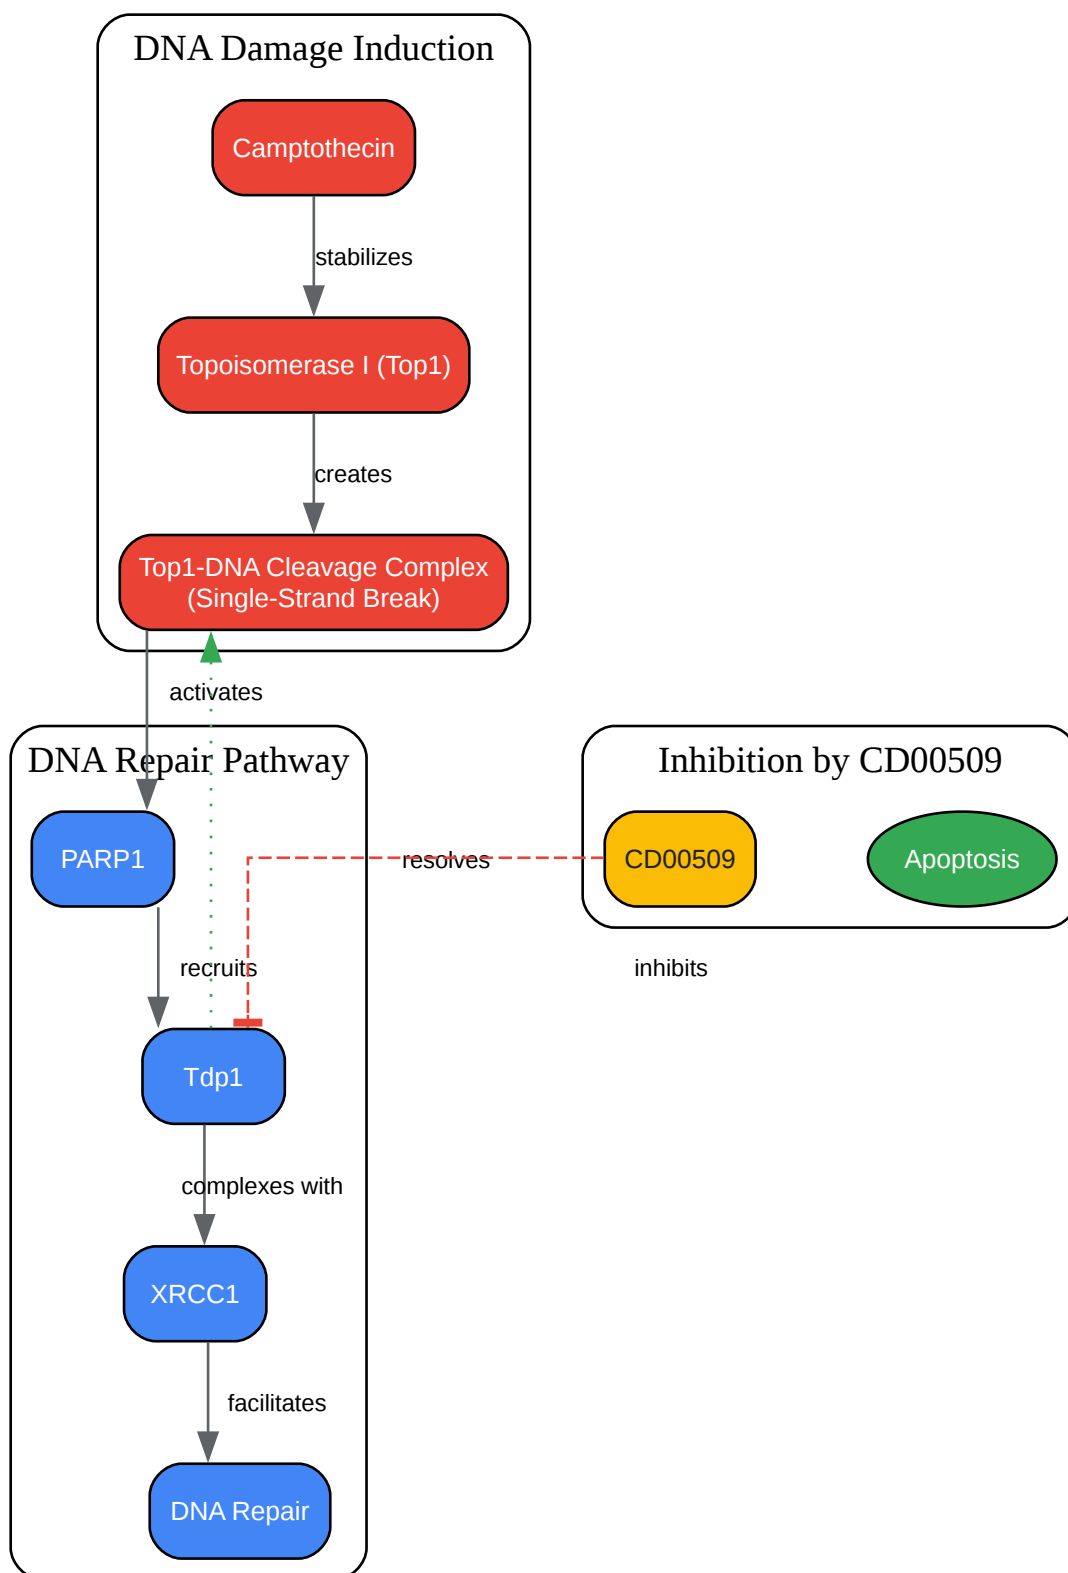 DNA Damage Induction
Camptothecin
stabilizes
Topoisomerase I (Top1)
creates
Top1-DNA Cleavage Complex
(Single-Strand Break)
activates
DNA Repair Pathway
PARP1
recruits
Tdp1
complexes with
XRCC1
facilitates
DNA Repair
resolves
Inhibition by CD00509
CD00509
Apoptosis
inhibits